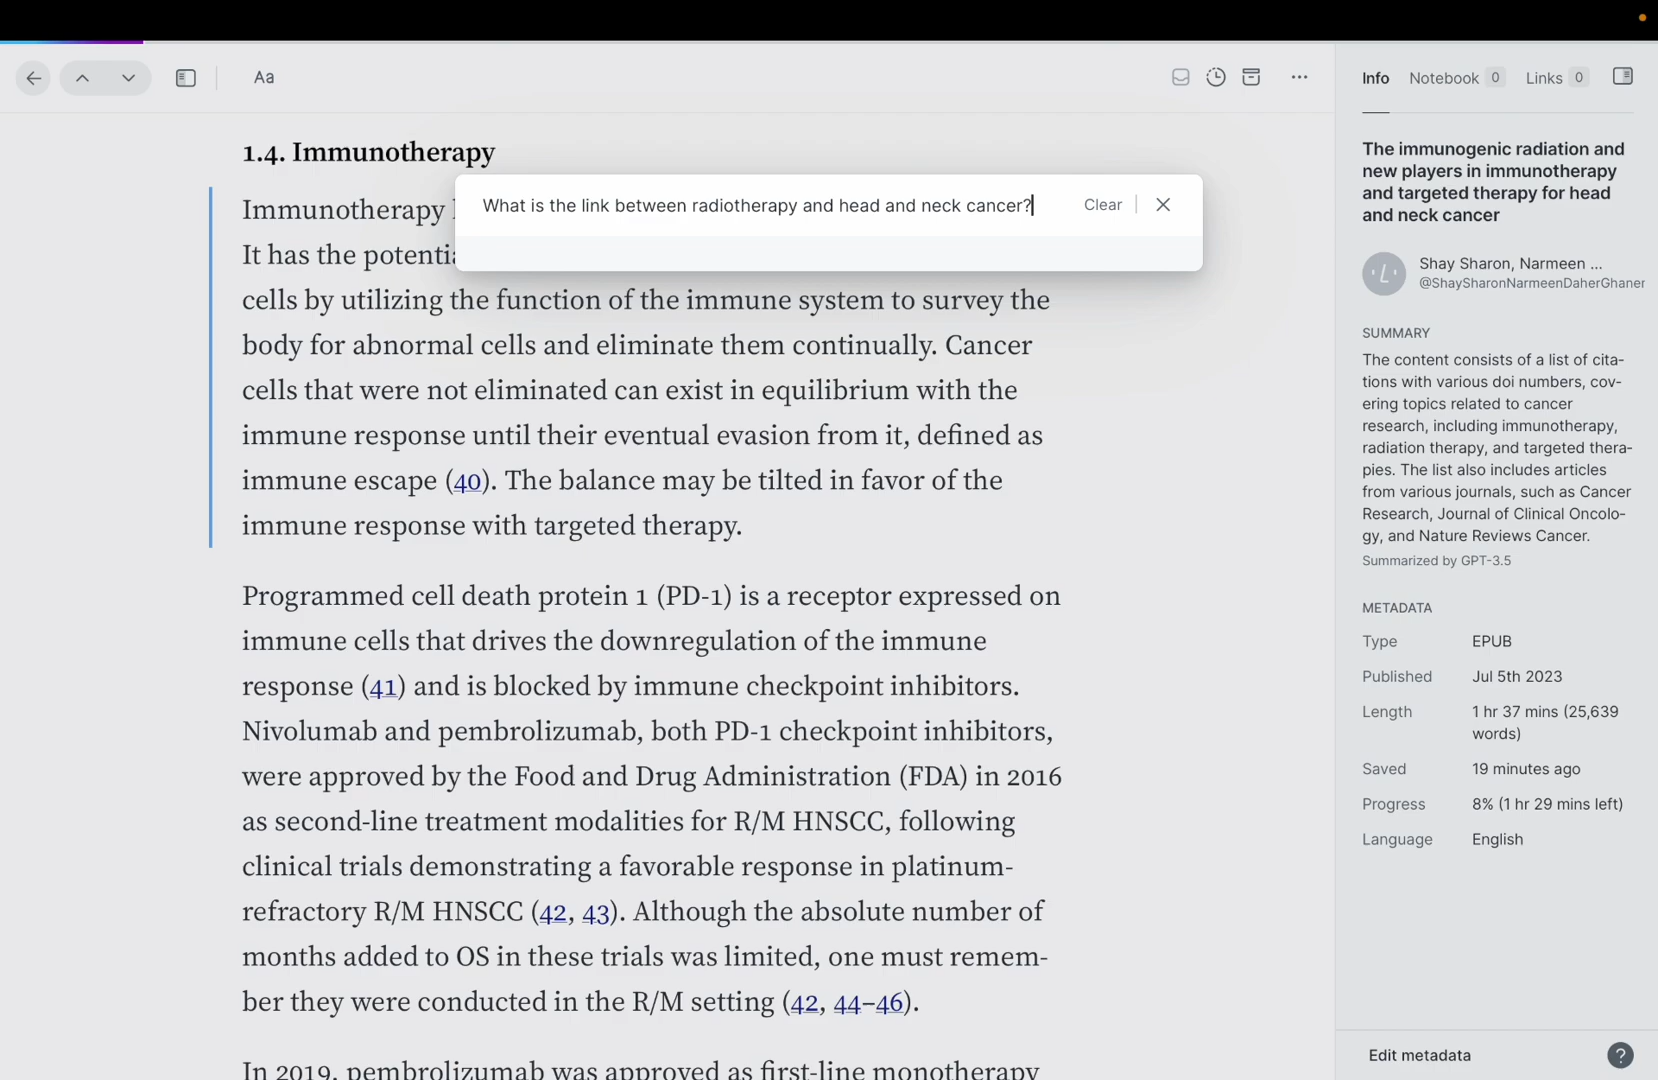 Aa
Info Notebook 0 Links 0
1.4. Immunotherapy
Immunotherapy
What is the link between radiotherapy and head and neck cancer?
Clear
It has the potentia
cells by utilizing the function of the immune system to survey the
body for abnormal cells and eliminate them continually. Cancer
cells that were not eliminated can exist in equilibrium with the
immune response until their eventual evasion from it, defined as
immune escape (40). The balance may be tilted in favor of the
immune response with targeted therapy.
Programmed cell death protein 1 (PD-1) is a receptor expressed on
immune cells that drives the downregulation of the immune
response (41) and is blocked by immune checkpoint inhibitors.
Nivolumab and pembrolizumab, both PD-1 checkpoint inhibitors,
were approved by the Food and Drug Administration (FDA) in 2016
as second-line treatment modalities for R/M HNSCC, following
clinical trials demonstrating a favorable response in platinum-
refractory R/M HNSCC (42, 43). Although the absolute number of
months added to OS in these trials was limited, one must remem-
ber they were conducted in the R/M setting (42, 44–46).
In 2019, pembrolizumab was approved as first-line monotherapy
The immunogenic radiation and
new players in immunotherapy
and targeted therapy for head
and neck cancer
Shay Sharon, Narmeen ...
@ShaySharonNarmeenDaherGhaner
SUMMARY
The content consists of a list of cita-
tions with various doi numbers, cov-
ering topics related to cancer
research, including immunotherapy,
radiation therapy, and targeted thera-
pies. The list also includes articles
from various journals, such as Cancer
Research, Journal of Clinical Oncolo-
gy, and Nature Reviews Cancer.
Summarized by GPT-3.5
METADATA
Type EPUB
Published Jul 5th 2023
Length 1 hr 37 mins (25,639
words)
Saved 19 minutes ago
Progress 8% (1 hr 29 mins left)
Language English
Edit metadata
?